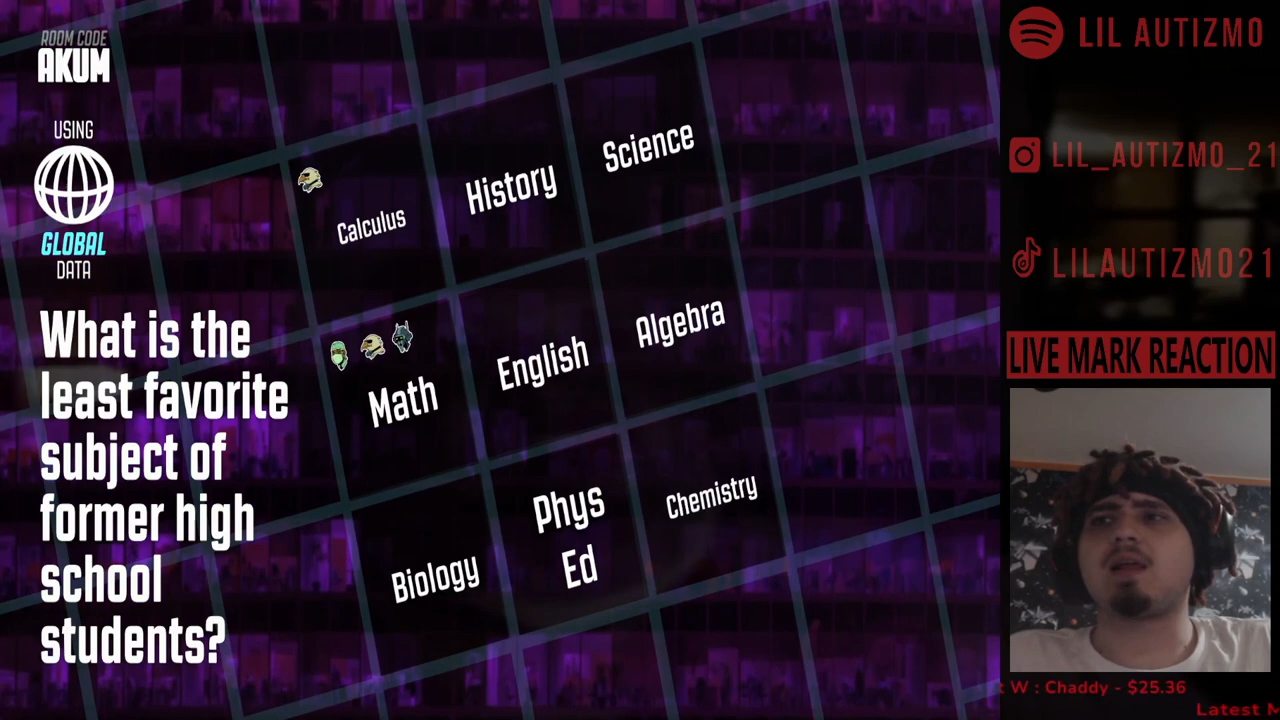 ROOM CODE
AKUM
USING
GLOBAL
DATA
What is the
least favorite
subject of
former high
school
students?
Calculus
History
Science
Math
English
Algebra
Biology
Phys
Ed
Chemistry
LIL AUTIZMO
LIL_AUTIZMO_21
LILAUTIZMO21
LIVE MARK REACTION
t W : Chaddy - $25.36
Latest M